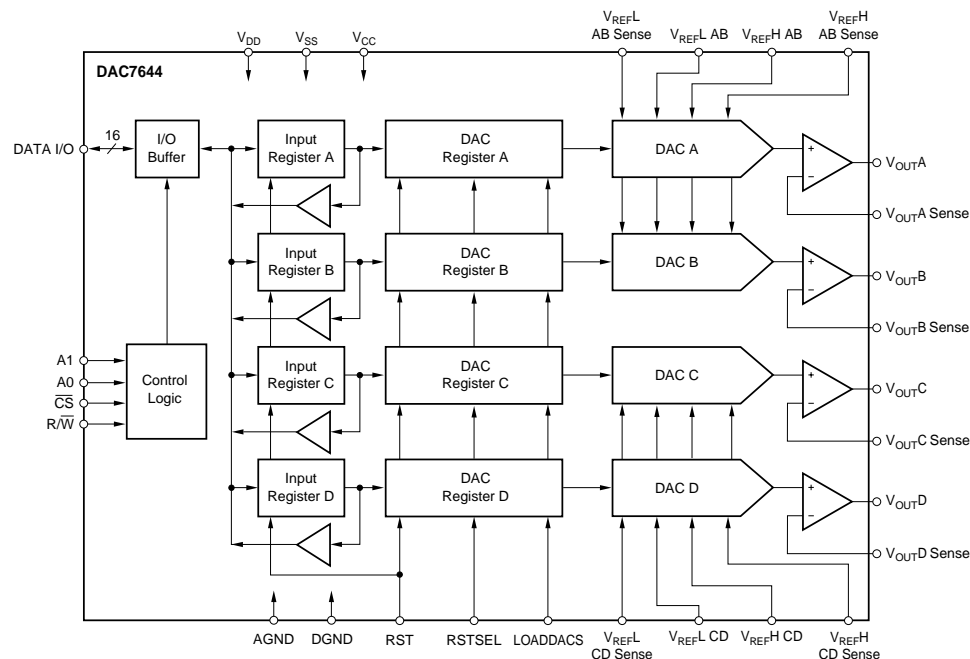 VREFL
AB Sense
VREFL AB
VREFH AB
VREFH
AB Sense
VDD
VSS
VCC
DAC7644
DATA I/O
16
I/O
Buffer
Input
Register A
DAC
Register A
DAC A
+
−
VOUTA
VOUTA Sense
Input
Register B
DAC
Register B
DAC B
+
−
VOUTB
VOUTB Sense
A1
A0
C̅S̅
R/W̅
Control
Logic
Input
Register C
DAC
Register C
DAC C
+
−
VOUTC
VOUTC Sense
Input
Register D
DAC
Register D
DAC D
+
−
VOUTD
VOUTD Sense
AGND
DGND
RST
RSTSEL
LOADDACS
VREFL
CD Sense
VREFL CD
VREFH CD
VREFH
CD Sense